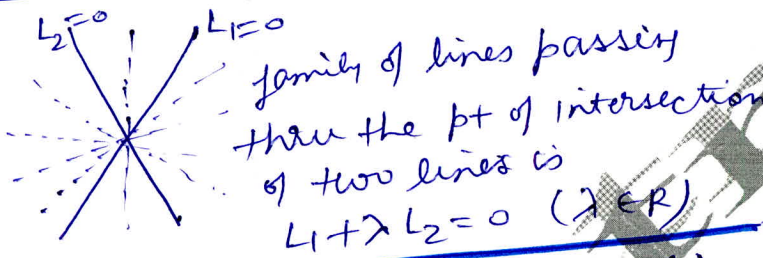 L₂=0 L₁=0
family of lines passing
thru the pt of intersection
of two lines is
L₁+λL₂=0 (λ∈R)